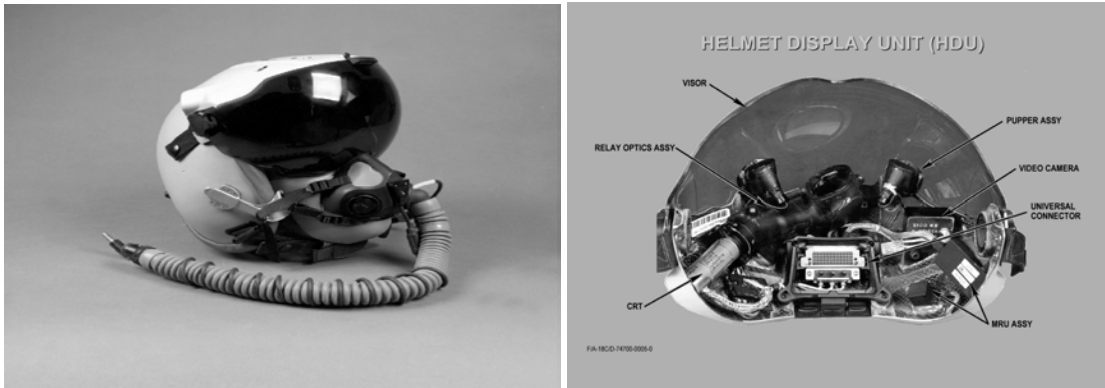 HELMET DISPLAY UNIT (HDU)
VISOR
PUPPER ASSY
RELAY OPTICS ASSY
VIDEO CAMERA
UNIVERSAL
CONNECTOR
CRT
MRU ASSY
F/A-18C/D-74700-0005-0